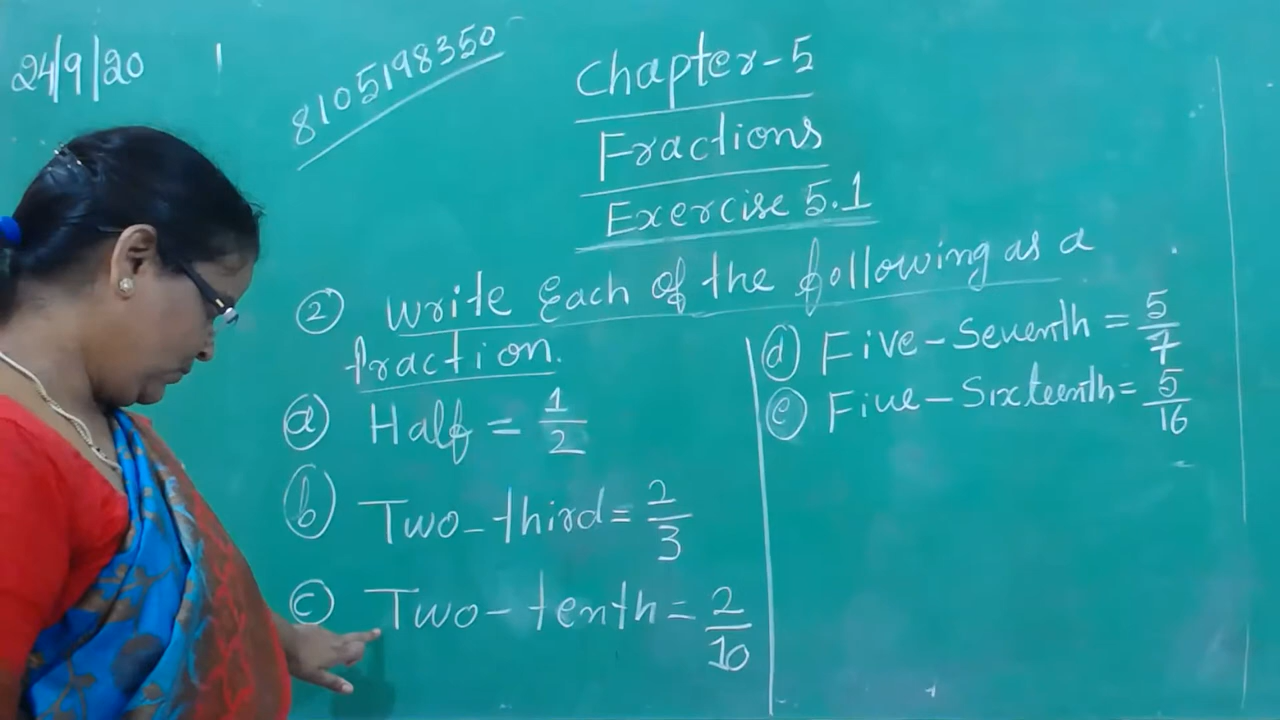 24/9/20
8105198350
Chapter-5
Fractions
Exercise 5.1
② Write Each of the following as a
fraction.
ⓐ Half = 1/2
ⓑ Two-third = 2/3
ⓒ Two-tenth = 2/10
ⓓ Five-Seventh = 5/7
ⓔ Five-Sixteenth = 5/16